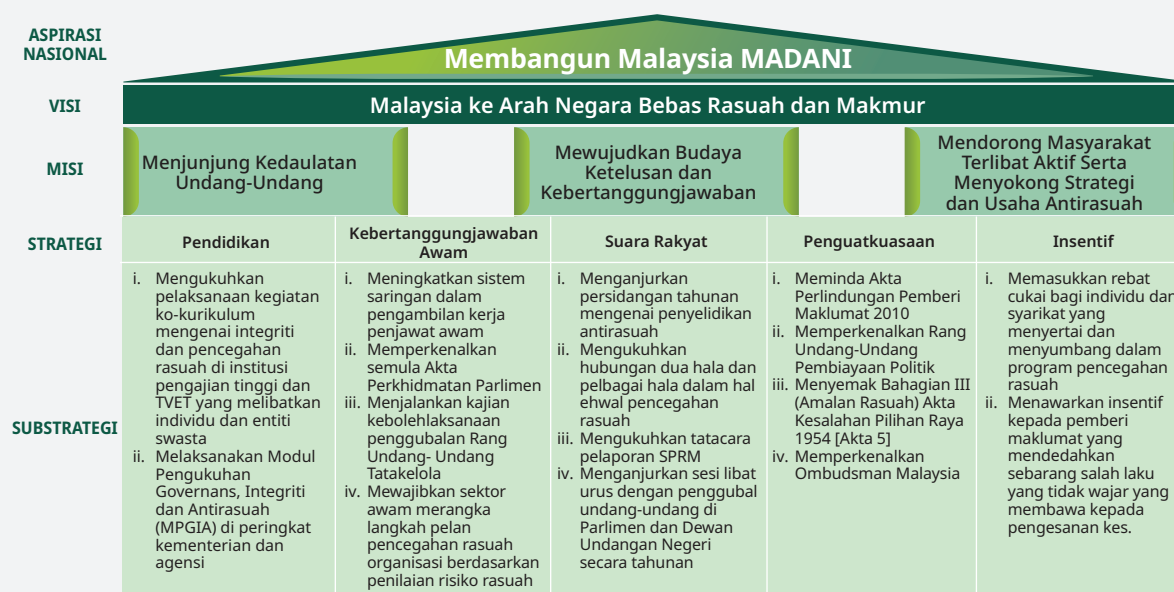 ASPIRASI
NASIONAL
Membangun Malaysia MADANI
VISI
Malaysia ke Arah Negara Bebas Rasuah dan Makmur
MISI
Menjunjung Kedaulatan
Undang-Undang
Mewujudkan Budaya
Ketelusan dan
Kebertanggungjawaban
Mendorong Masyarakat
Terlibat Aktif Serta
Menyokong Strategi
dan Usaha Antirasuah
STRATEGI
Pendidikan
Kebertanggungjawaban
Awam
Suara Rakyat
Penguatkuasaan
Insentif
SUBSTRATEGI
i. Mengukuhkan
pelaksanaan kegiatan
ko-kurikulum
mengenai integriti
dan pencegahan
rasuah di institusi
pengajian tinggi dan
TVET yang melibatkan
individu dan entiti
swasta
ii. Melaksanakan Modul
Pengukuhan
Governans, Integriti
dan Antirasuah
(MPGIA) di peringkat
kementerian dan
agensi
i. Meningkatkan sistem
saringan dalam
pengambilan kerja
penjawat awam
ii. Memperkenalkan
semula Akta
Perkhidmatan Parlimen
iii. Menjalankan kajian
kebolehlaksanaan
penggubalan Rang
Undang- Undang
Tatakelola
iv. Mewajibkan sektor
awam merangka
langkah pelan
pencegahan rasuah
organisasi berdasarkan
penilaian risiko rasuah
i. Menganjurkan
persidangan tahunan
mengenai penyelidikan
antirasuah
ii. Mengukuhkan
hubungan dua hala dan
pelbagai hala dalam hal
ehwal pencegahan
rasuah
iii. Mengukuhkan tatacara
pelaporan SPRM
iv. Menganjurkan sesi libat
urus dengan penggubal
undang-undang di
Parlimen dan Dewan
Undangan Negeri
secara tahunan
i. Meminda Akta
Perlindungan Pemberi
Maklumat 2010
ii. Memperkenalkan Rang
Undang-Undang
Pembiayaan Politik
iii. Menyemak Bahagian III
(Amalan Rasuah) Akta
Kesalahan Pilihan Raya
1954 [Akta 5]
iv. Memperkenalkan
Ombudsman Malaysia
i. Memasukkan rebat
cukai bagi individu dan
syarikat yang
menyertai dan
menyumbang dalam
program pencegahan
rasuah
ii. Menawarkan insentif
kepada pemberi
maklumat yang
mendedahkan
sebarang salah laku
yang tidak wajar yang
membawa kepada
pengesanan kes.